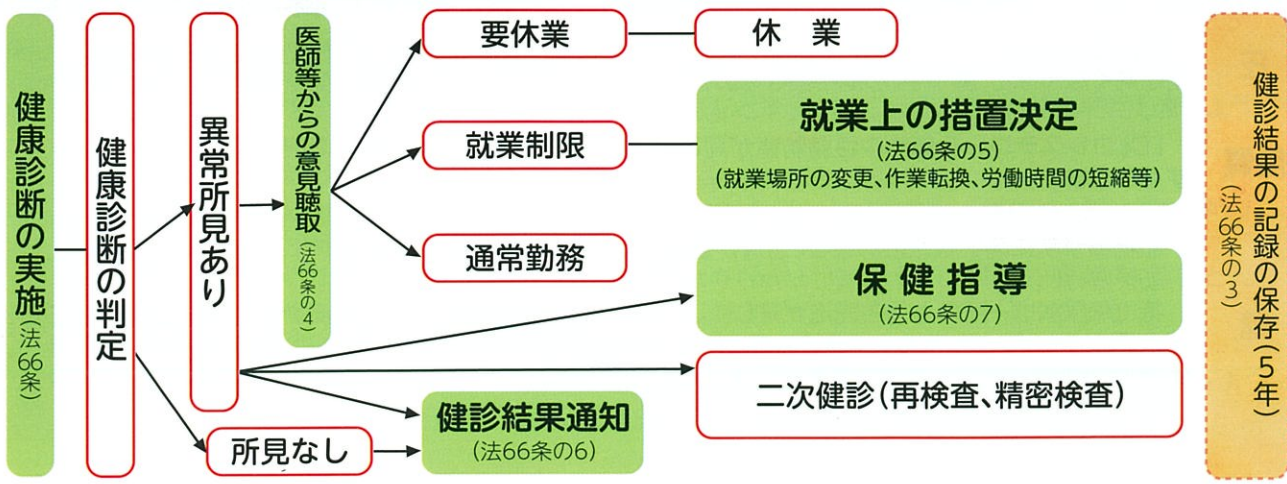 健康診断の実施(法66条)
健康診断の判定
異常所見あり
所見なし
医師等からの意見聴取(法66条の4)
要休業
休 業
就業制限
就業上の措置決定
(法66条の5)
(就業場所の変更、作業転換、労働時間の短縮等)
通常勤務
保 健 指 導
(法66条の7)
二次健診(再検査、精密検査)
健診結果通知
(法66条の6)
健診結果の記録の保存(5年)
(法66条の3)